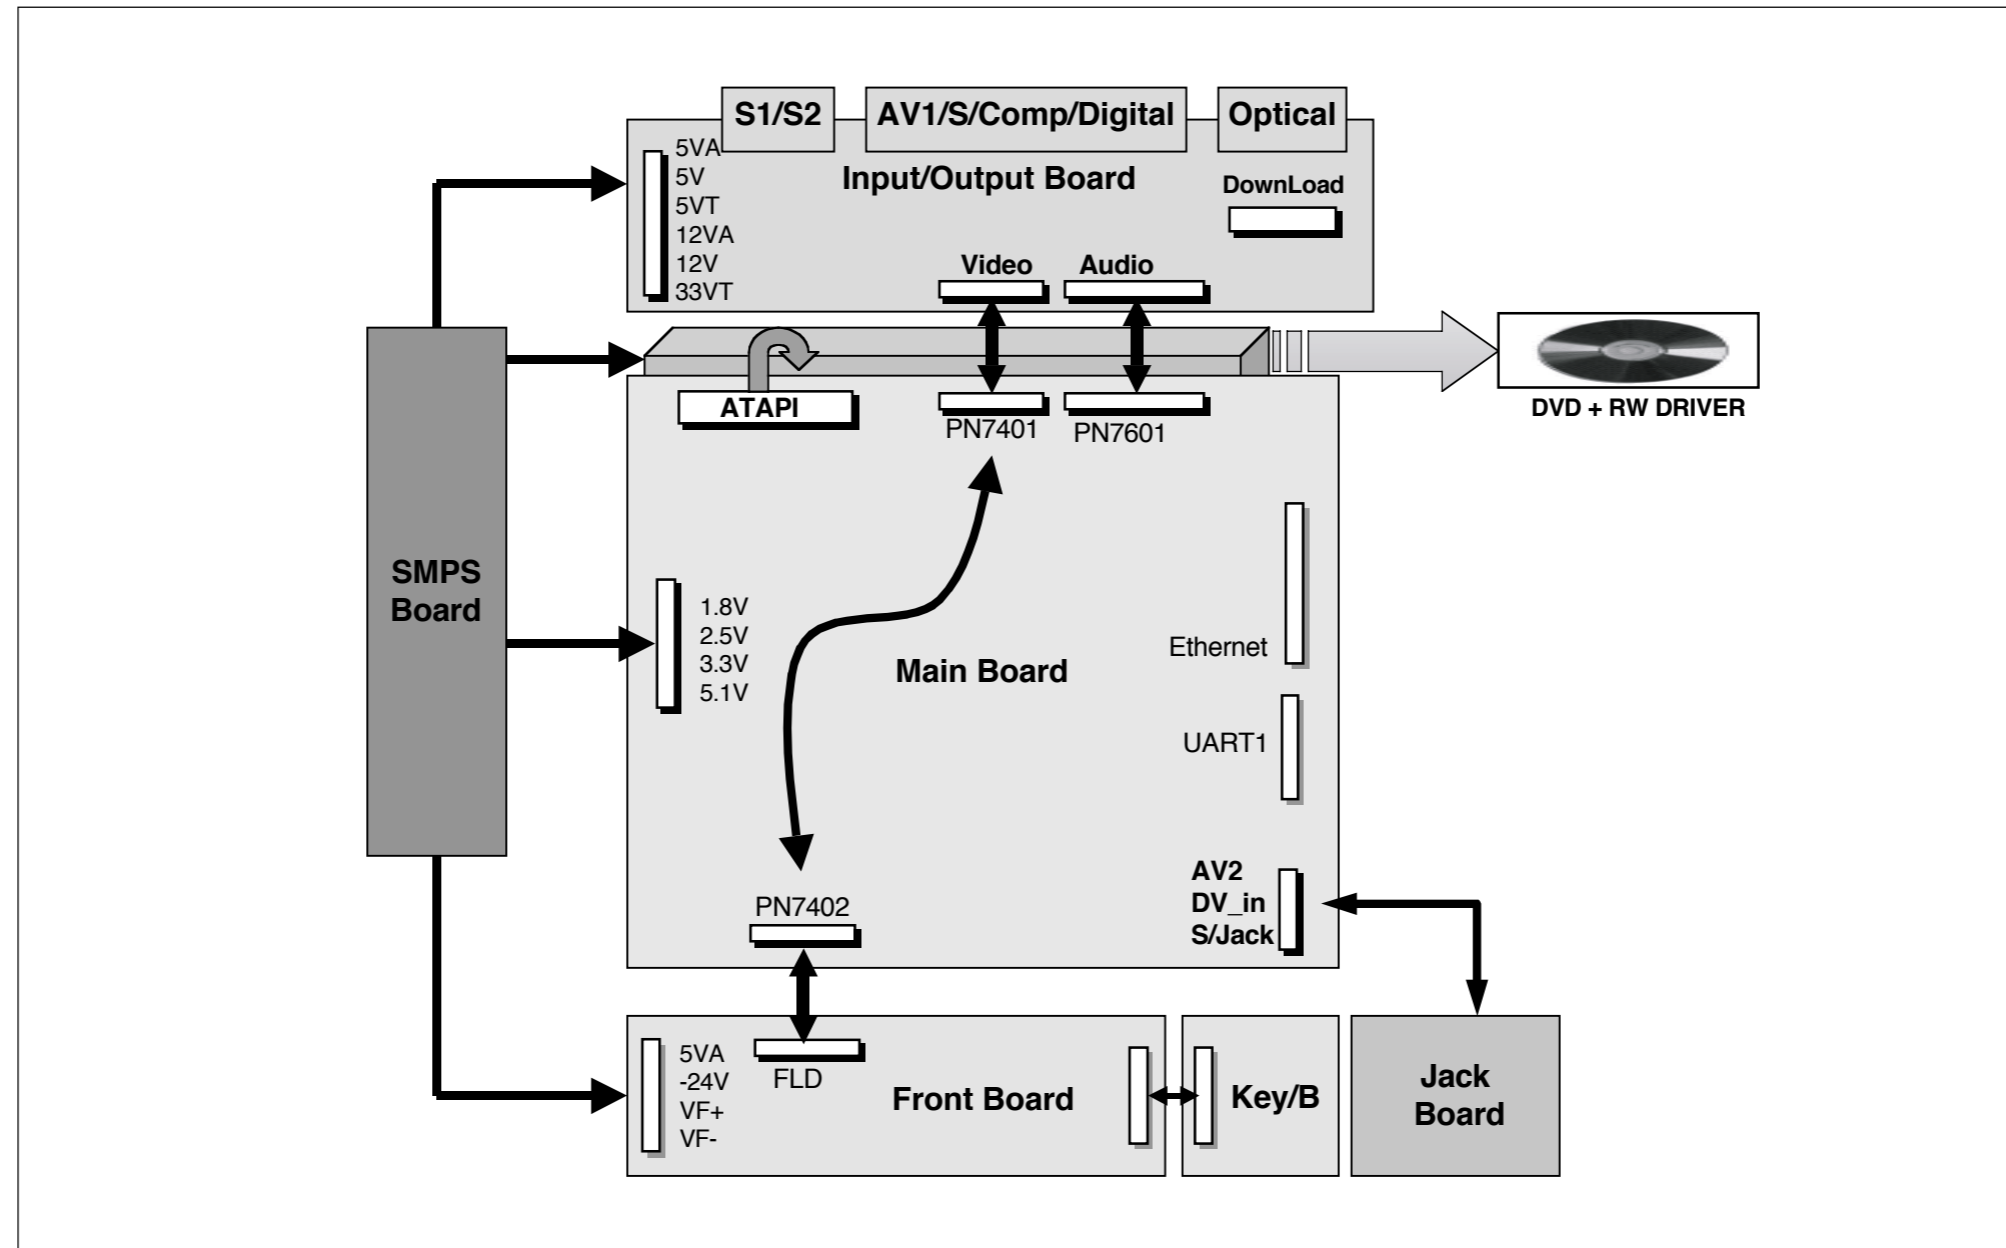 S1/S2
AV1/S/Comp/Digital
Optical
5VA
5V
5VT
12VA
12V
33VT
Input/Output Board
DownLoad
Video
Audio
ATAPI
PN7401
PN7601
DVD + RW DRIVER
SMPS
Board
1.8V
2.5V
3.3V
5.1V
Main Board
Ethernet
UART1
AV2
DV_in
S/Jack
PN7402
5VA
-24V
VF+
VF-
FLD
Front Board
Key/B
Jack
Board